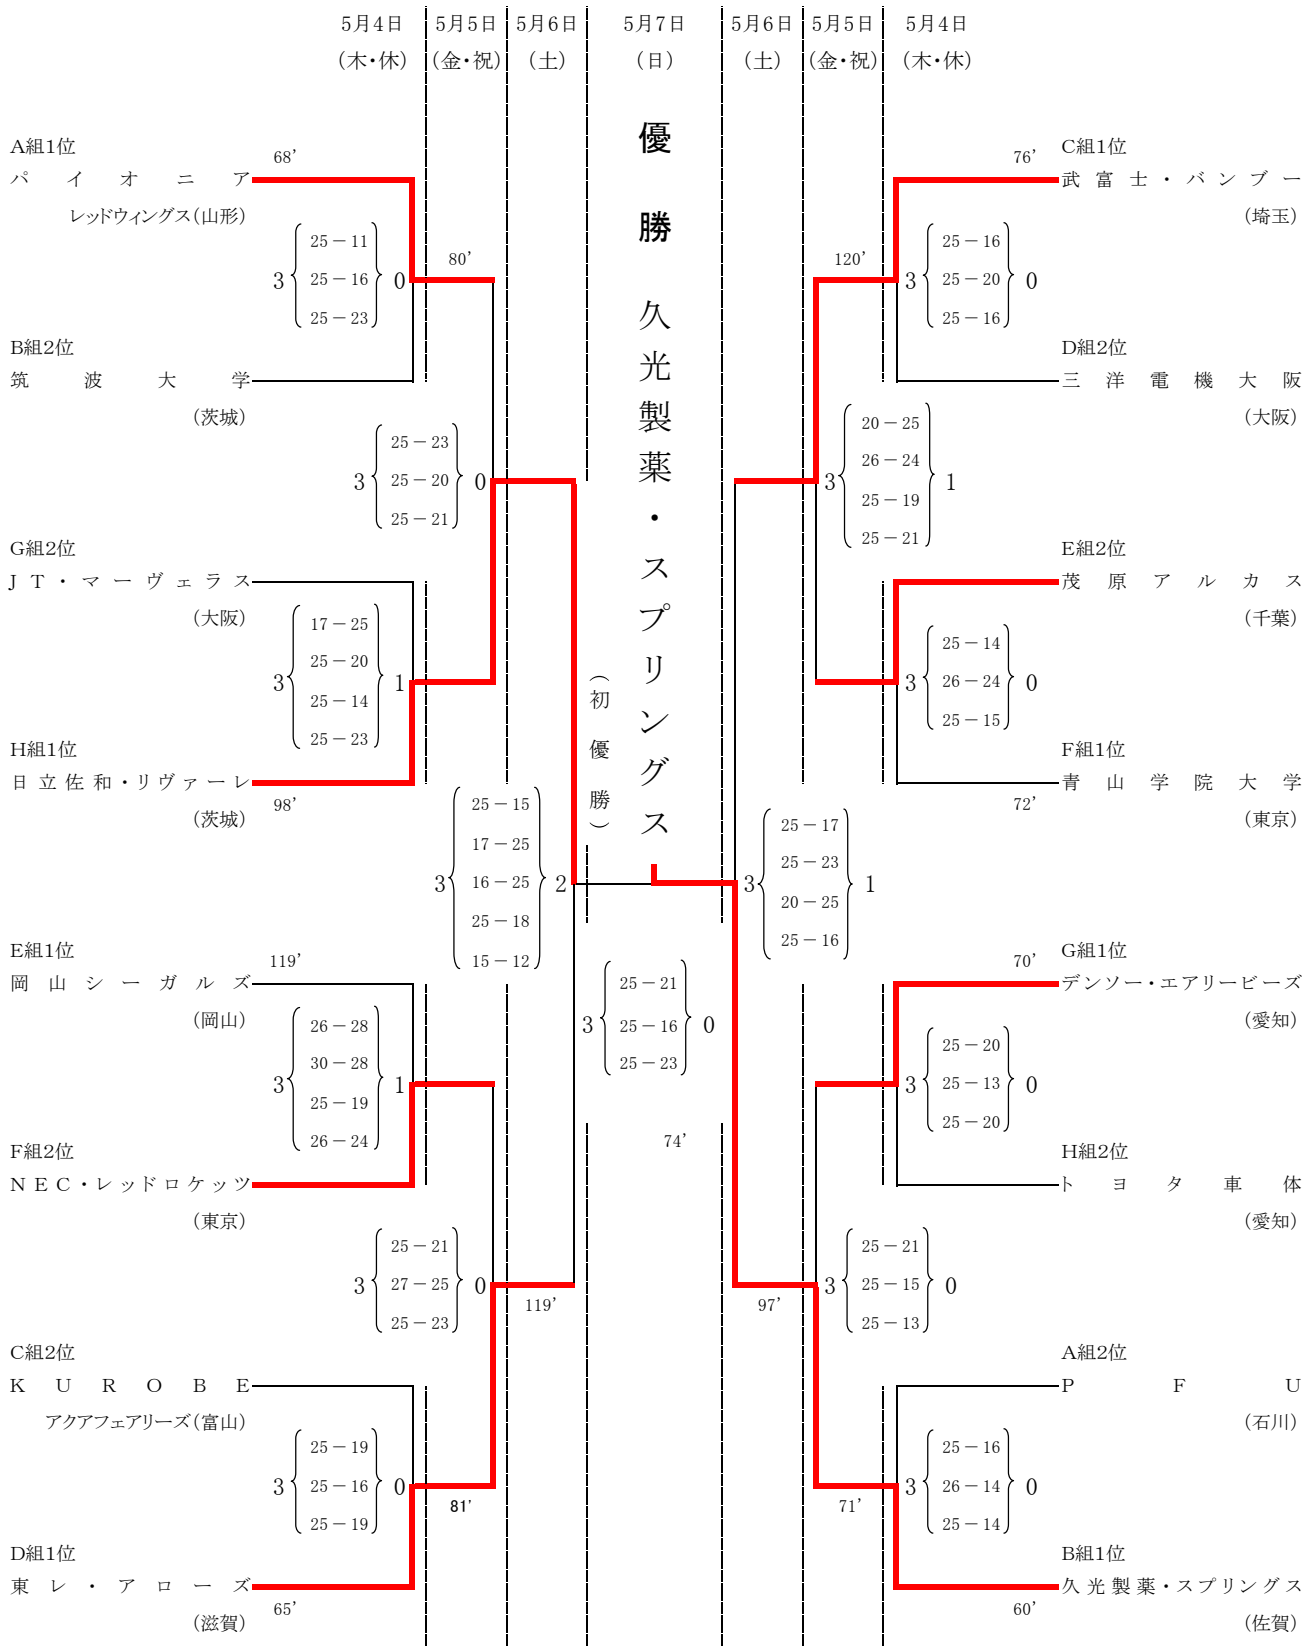 5月4日
5月5日
5月6日
5月7日
5月6日
5月5日
5月4日
(木・休)
(金・祝)
(土)
(日)
(土)
(金・祝)
(木・休)
優勝 久光製薬・スプリングス
(初優勝)
A組1位
68'
パイオニア
レッドウィングス(山形)
3
25－11
25－16
25－23
0
80'
B組2位
筑波大学
(茨城)
3
25－23
25－20
25－21
0
G組2位
JT・マーヴェラス
(大阪)
3
17－25
25－20
25－14
25－23
1
H組1位
日立佐和・リヴァーレ
98'
(茨城)
3
25－15
17－25
16－25
25－18
15－12
2
E組1位
119'
岡山シーガルズ
(岡山)
3
26－28
30－28
25－19
26－24
1
F組2位
NEC・レッドロケッツ
(東京)
3
25－21
27－25
25－23
0
119'
C組2位
KUROBE
アクアフェアリーズ(富山)
3
25－19
25－16
25－19
0
81'
D組1位
東レ・アローズ
65'
(滋賀)
3
25－21
25－16
25－23
0
74'
C組1位
76'
武富士・バンブー
(埼玉)
120'
3
25－16
25－20
25－16
0
D組2位
三洋電機大阪
(大阪)
3
20－25
26－24
25－19
25－21
1
E組2位
茂原アルカス
(千葉)
3
25－14
26－24
25－15
0
F組1位
青山学院大学
72'
(東京)
3
25－17
25－23
20－25
25－16
1
G組1位
70'
デンソー・エアリービーズ
(愛知)
3
25－20
25－13
25－20
0
H組2位
トヨタ車体
(愛知)
3
25－21
25－15
25－13
0
97'
A組2位
PFU
(石川)
3
25－16
26－14
25－14
0
71'
B組1位
久光製薬・スプリングス
60'
(佐賀)